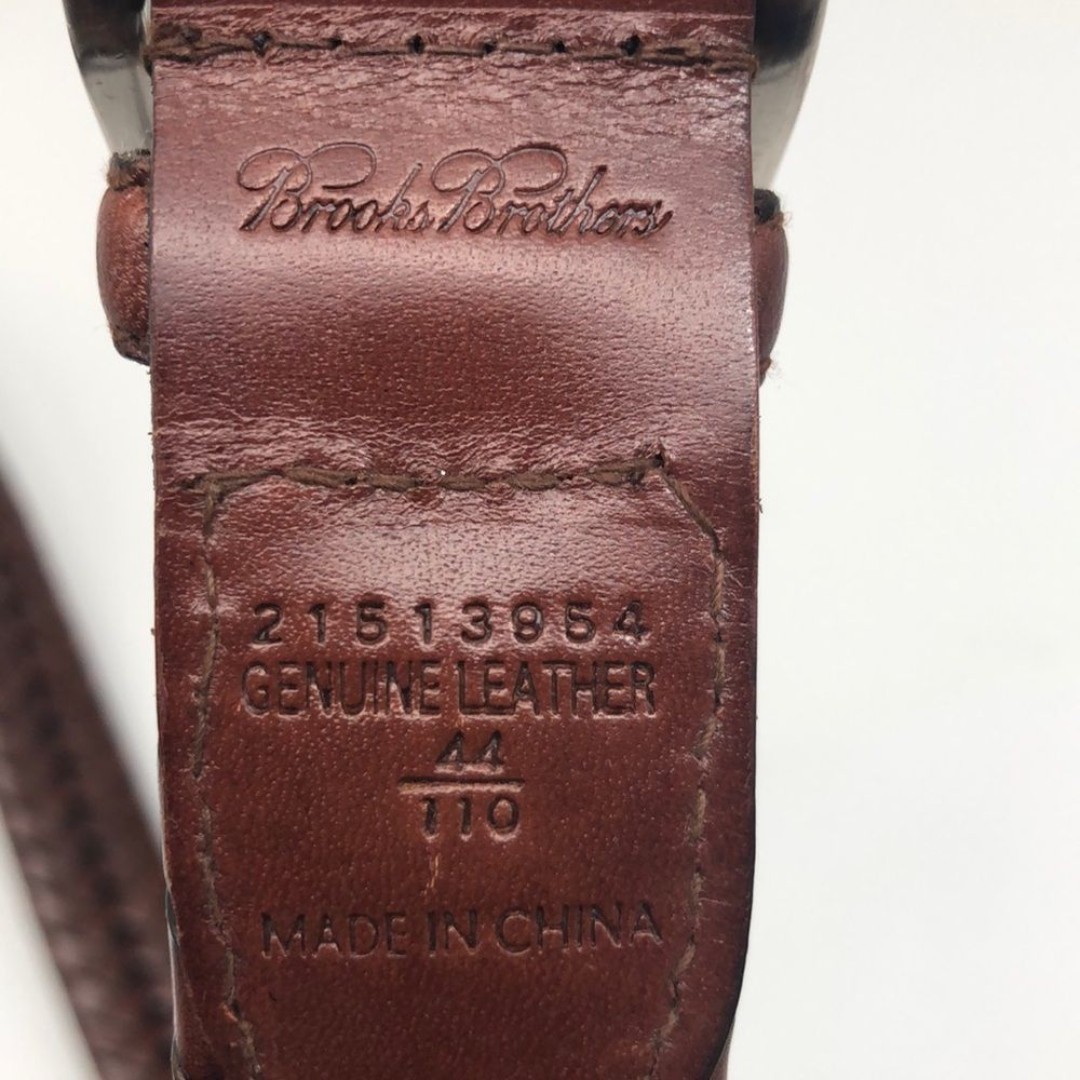 Brooks Brothers
21513954
GENUINE LEATHER
44
110
MADE IN CHINA